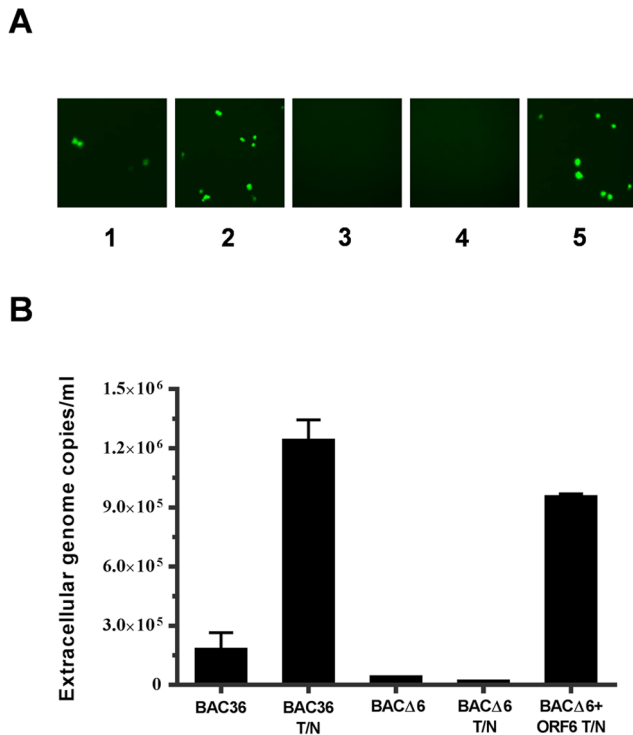 A
1 2 3 4 5
B
Extracellular genome copies/ml
1.5×10⁶
1.2×10⁶
9.0×10⁵
6.0×10⁵
3.0×10⁵
0
BAC36
BAC36
T/N
BACΔ6
BACΔ6
T/N
BACΔ6+
ORF6 T/N